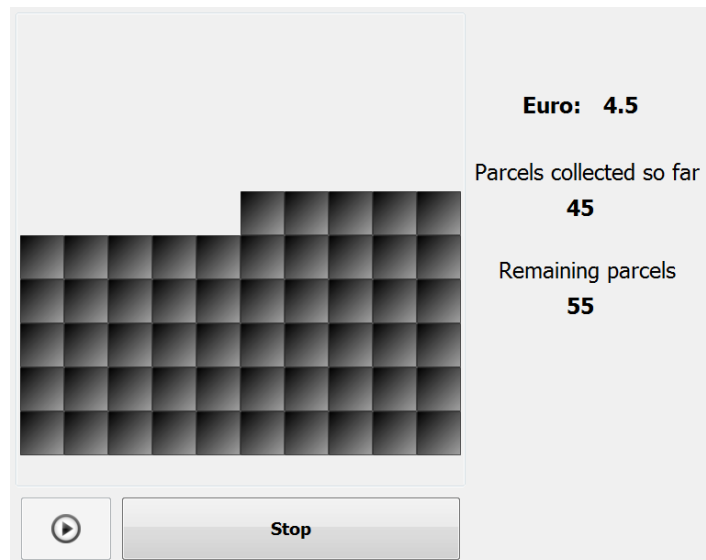 Euro: 4.5
Parcels collected so far
45
Remaining parcels
55
Stop